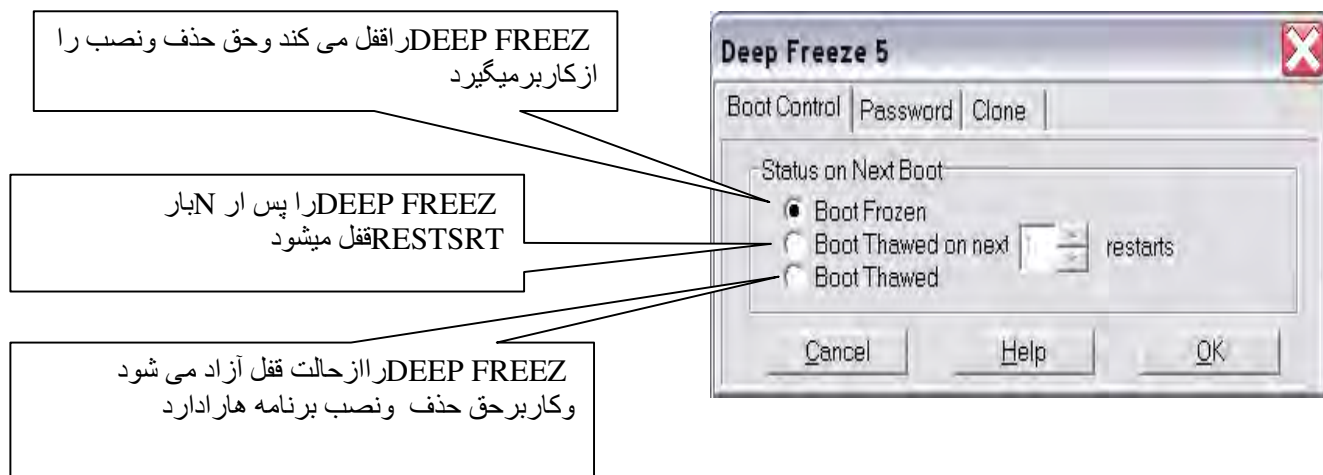 DEEP FREEZراقفل می کند وحق حذف ونصب را
ازکاربرمیگیرد
DEEP FREEZرا پس ار Nبار
RESTSRTقفل میشود
DEEP FREEZراازحالت قفل آزاد می شود
وکاربرحق حذف ونصب برنامه هارادارد
Deep Freeze 5
Boot Control Password Clone
Status on Next Boot
Boot Frozen
Boot Thawed on next restarts
Boot Thawed
Cancel Help OK